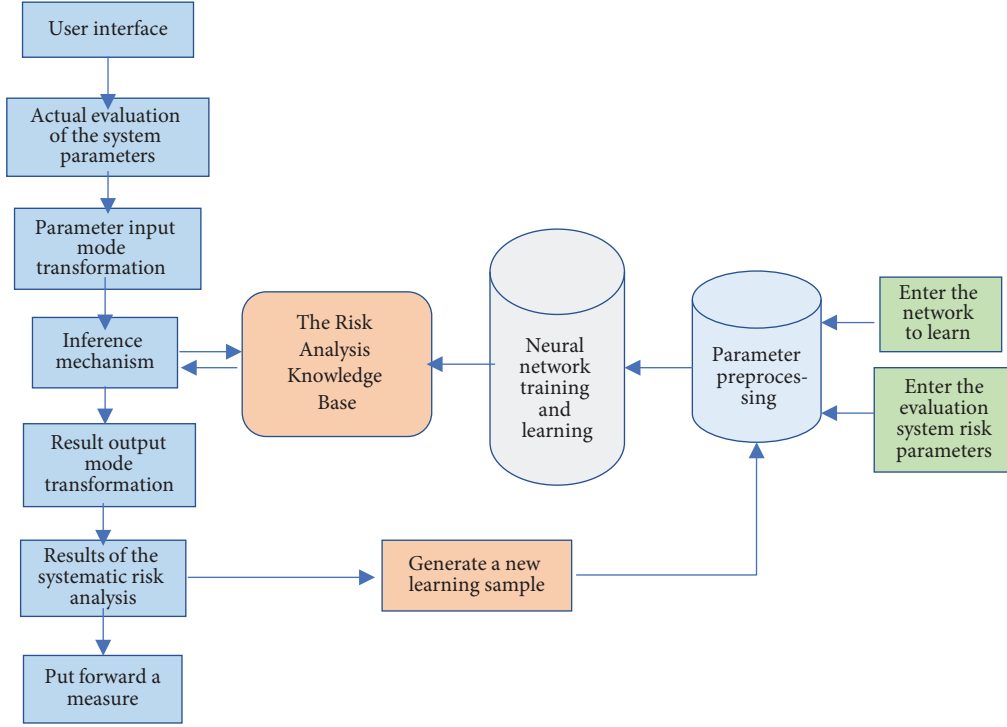 User interface
Actual evaluation
of the system
parameters
Parameter input
mode
transformation
Inference
mechanism
Result output
mode
transformation
Results of the
systematic risk
analysis
Put forward a
measure
The Risk
Analysis
Knowledge
Base
Neural
network
training
and
learning
Parameter
preproces-
sing
Enter the
network
to learn
Enter the
evaluation
system risk
parameters
Generate a new
learning sample